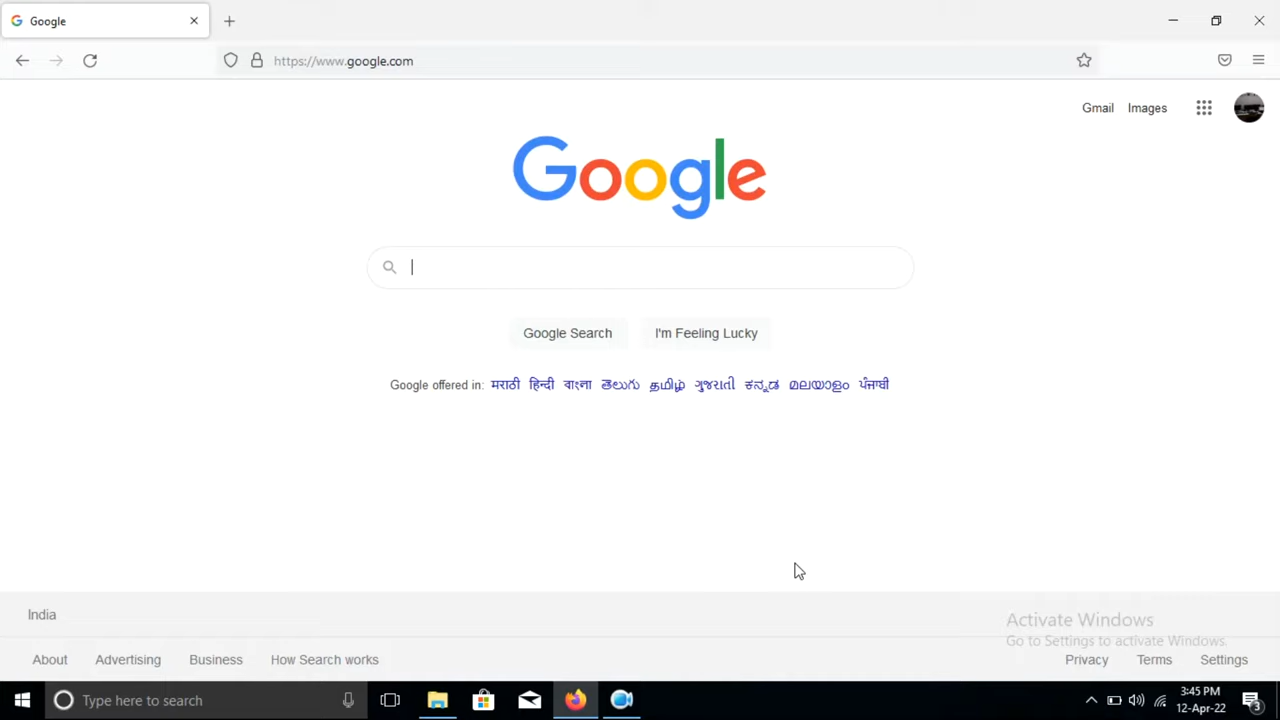 Google
https://www.google.com
Gmail Images
Google
Google Search I'm Feeling Lucky
Google offered in: मराठी हिन्दी বাংলা తెలుగు தமிழ் ગુજરાતી ಕನ್ನಡ മലയാളം ਪੰਜਾਬੀ
India
Activate Windows
Go to Settings to activate Windows.
About Advertising Business How Search works Privacy Terms Settings
Type here to search
3:45 PM
12-Apr-22
3